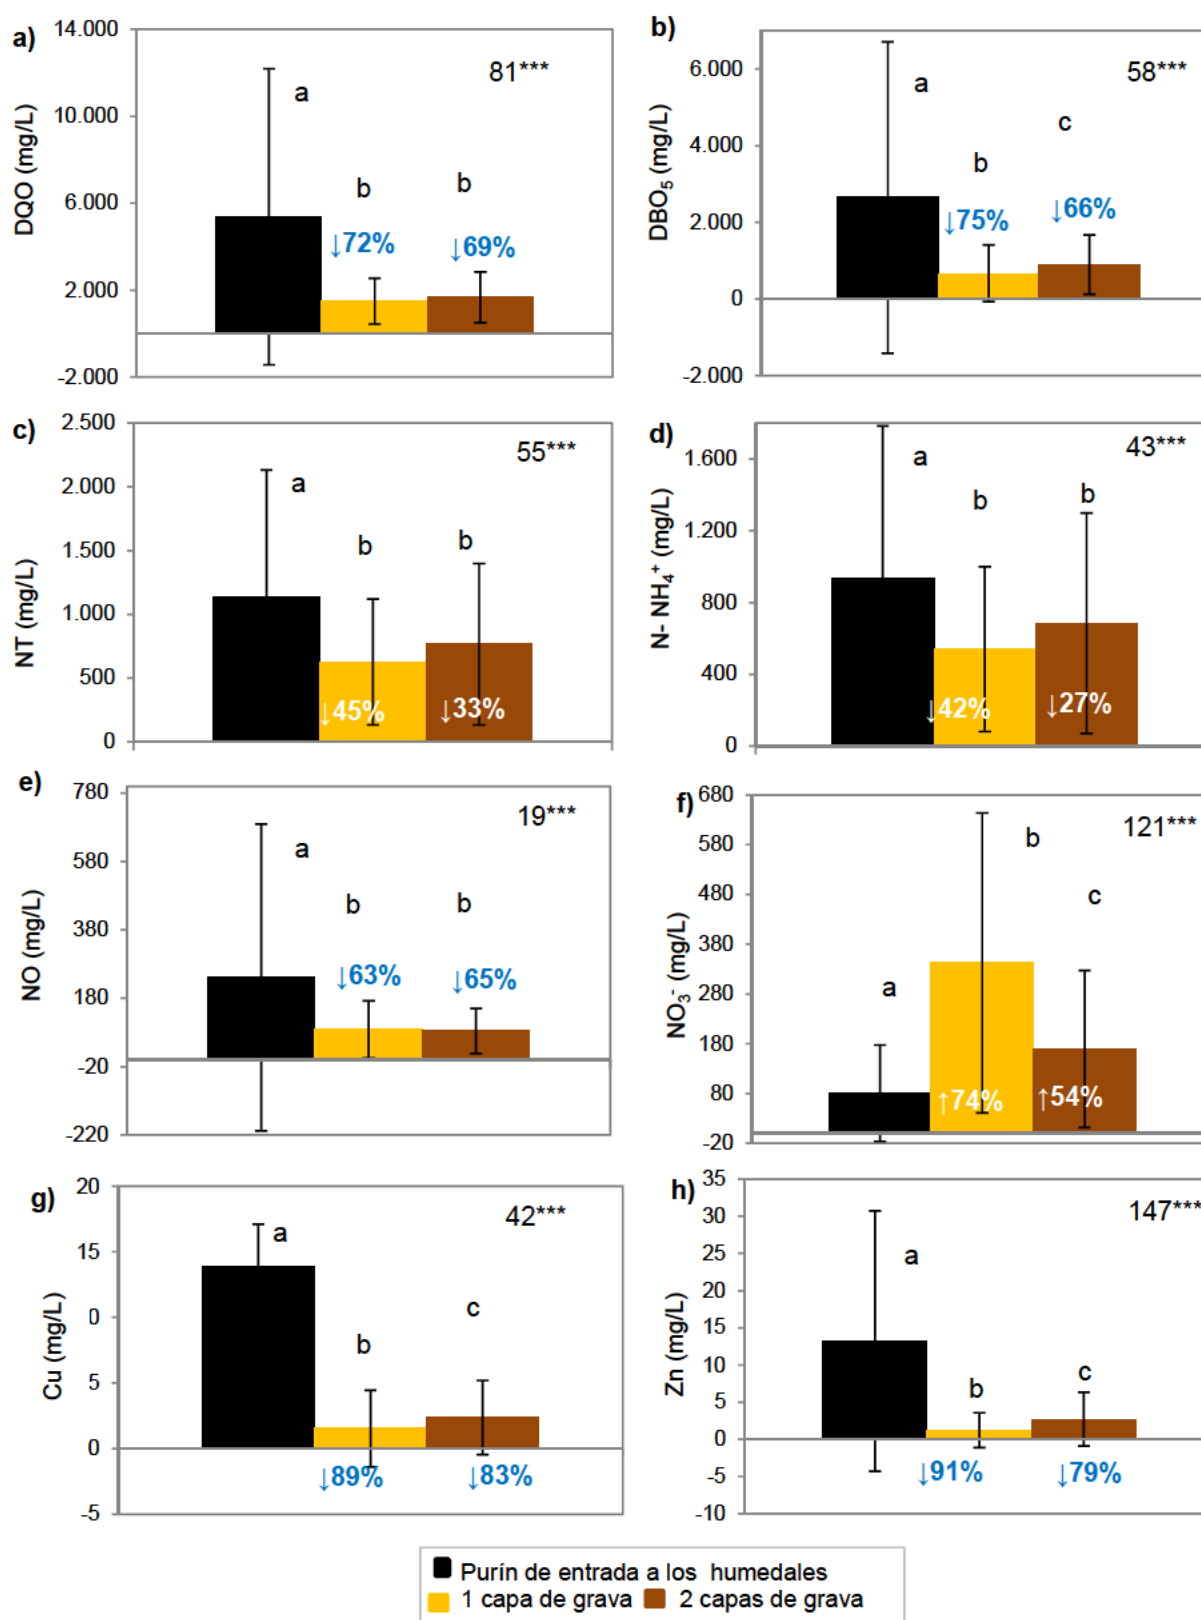 a)
DQO (mg/L)
14.000
10.000
6.000
2.000
-2.000
81***
a
b
b
↓72%
↓69%
b)
DBO₅ (mg/L)
6.000
4.000
2.000
0
-2.000
58***
a
b
c
↓75%
↓66%
c)
NT (mg/L)
2.500
2.000
1.500
1.000
500
0
55***
a
b
b
↓45%
↓33%
d)
N- NH₄⁺ (mg/L)
1.600
1.200
800
400
0
43***
a
b
b
↓42%
↓27%
e)
NO (mg/L)
780
580
380
180
-20
-220
19***
a
b
b
↓63%
↓65%
f)
NO₃⁻ (mg/L)
680
580
480
380
280
180
80
-20
121***
a
b
c
↑74%
↑54%
g)
Cu (mg/L)
20
15
0
5
0
-5
42***
a
b
c
↓89%
↓83%
h)
Zn (mg/L)
35
30
25
20
15
10
5
0
-5
-10
147***
a
b
c
↓91%
↓79%
Purín de entrada a los humedales
1 capa de grava 2 capas de grava